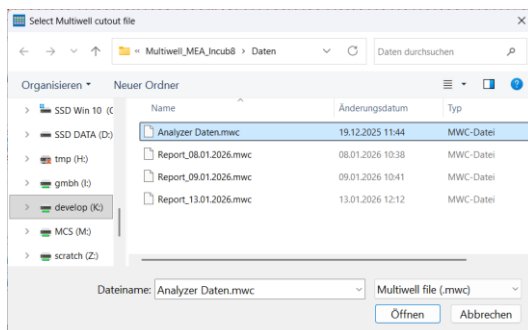 Select Multiwell cutout file
« Multiwell_MEA_Incub8 › Daten
Daten durchsuchen
Organisieren
Neuer Ordner
Name Änderungsdatum Typ
SSD Win 10 (C
SSD DATA (D:)
tmp (H:)
gmbh (I:)
develop (K:)
MCS (M:)
scratch (Z:)
Analyzer Daten.mwc 19.12.2025 11:44 MWC-Datei
Report_08.01.2026.mwc 08.01.2026 10:38 MWC-Datei
Report_09.01.2026.mwc 09.01.2026 10:41 MWC-Datei
Report_13.01.2026.mwc 13.01.2026 12:12 MWC-Datei
Dateiname: Analyzer Daten.mwc
Multiwell file (.mwc)
Öffnen Abbrechen